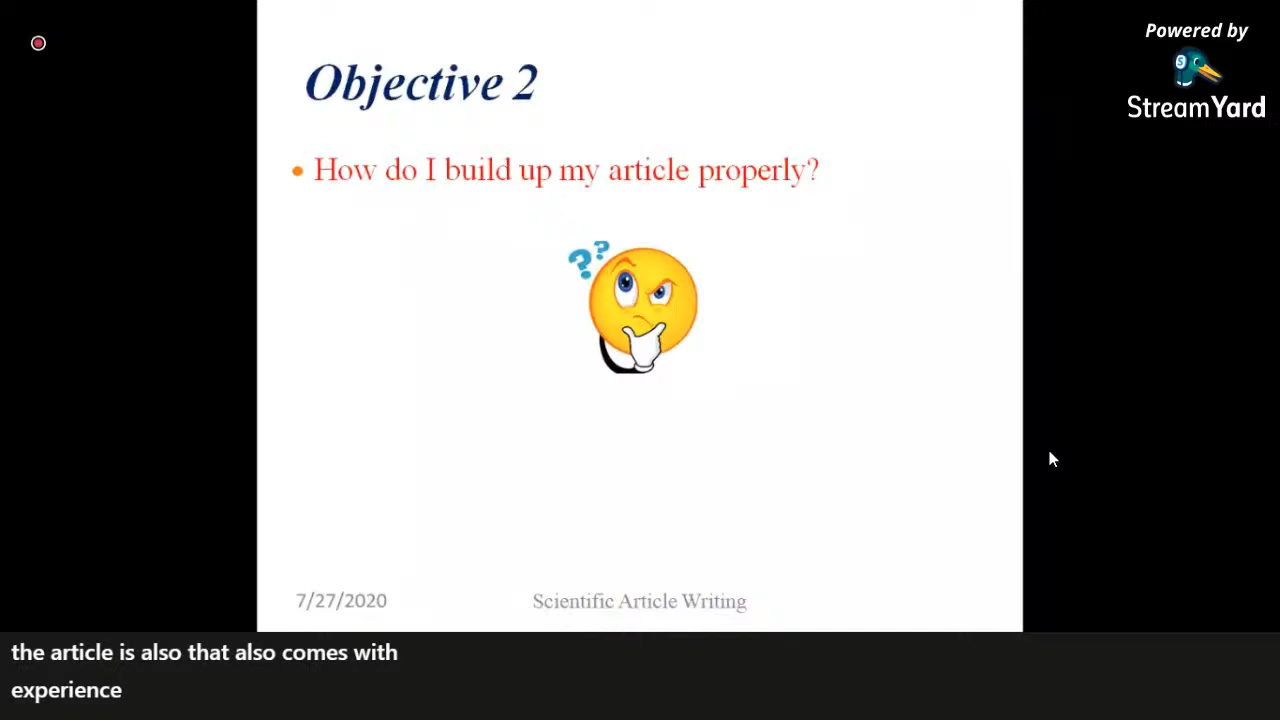 Powered by
StreamYard
Objective 2
• How do I build up my article properly?
??
7/27/2020 Scientific Article Writing
the article is also that also comes with
experience